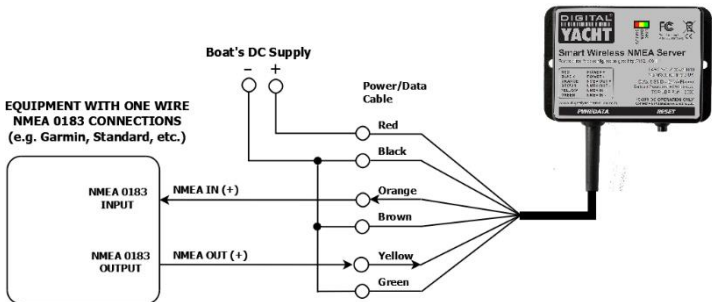 Boat's DC Supply
− +
EQUIPMENT WITH ONE WIRE
NMEA 0183 CONNECTIONS
(e.g. Garmin, Standard, etc.)
NMEA 0183
INPUT
NMEA 0183
OUTPUT
NMEA IN (+)
NMEA OUT (+)
Power/Data
Cable
Red
Black
Orange
Brown
Yellow
Green
DIGITAL
YACHT
FC
Smart Wireless NMEA Server
RESET